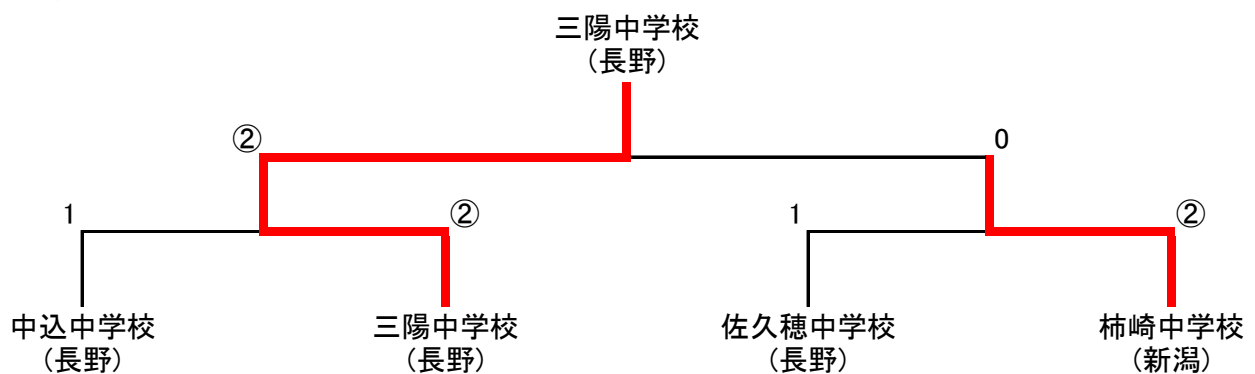 三陽中学校
(長野)
② 0
1 ② 1 ②
中込中学校 三陽中学校 佐久穂中学校 柿崎中学校
(長野) (長野) (長野) (新潟)